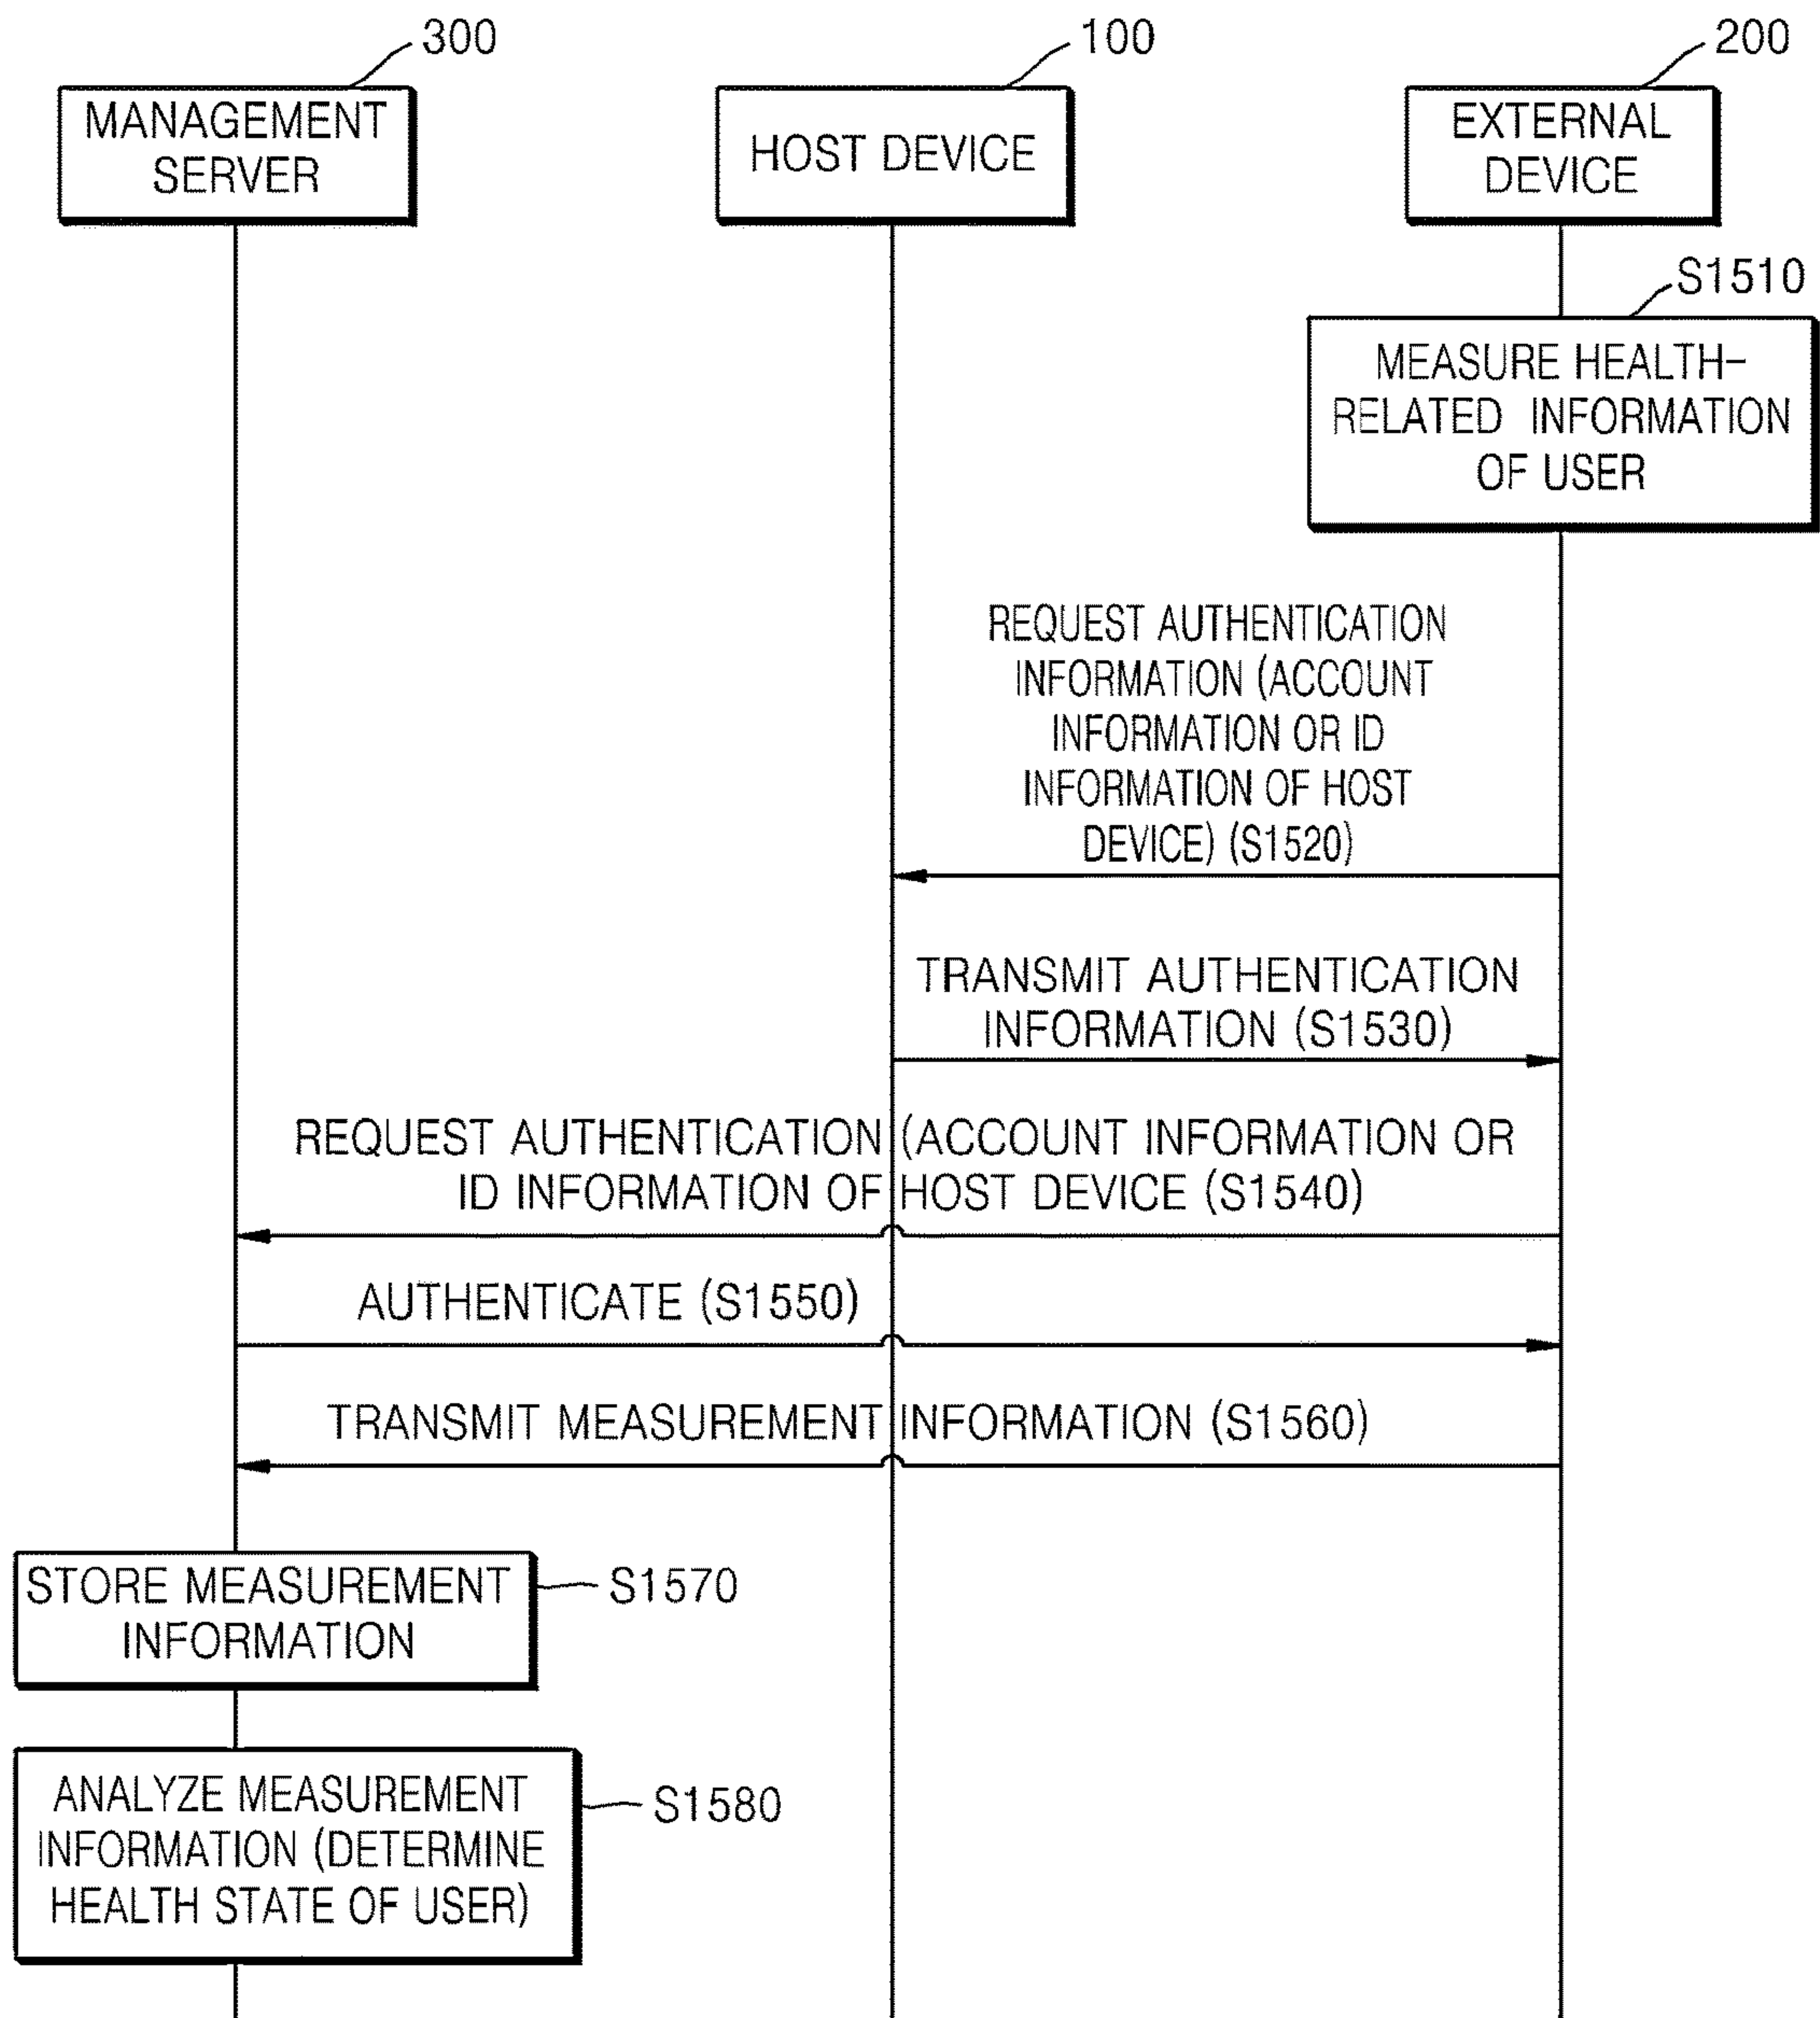 300
100
200
MANAGEMENT
SERVER
HOST DEVICE
EXTERNAL
DEVICE
S1510
MEASURE HEALTH-
RELATED INFORMATION
OF USER
REQUEST AUTHENTICATION
INFORMATION (ACCOUNT
INFORMATION OR ID
INFORMATION OF HOST
DEVICE) (S1520)
TRANSMIT AUTHENTICATION
INFORMATION (S1530)
REQUEST AUTHENTICATION (ACCOUNT INFORMATION OR
ID INFORMATION OF HOST DEVICE (S1540)
AUTHENTICATE (S1550)
TRANSMIT MEASUREMENT INFORMATION (S1560)
STORE MEASUREMENT
INFORMATION
S1570
ANALYZE MEASUREMENT
INFORMATION (DETERMINE
HEALTH STATE OF USER)
S1580